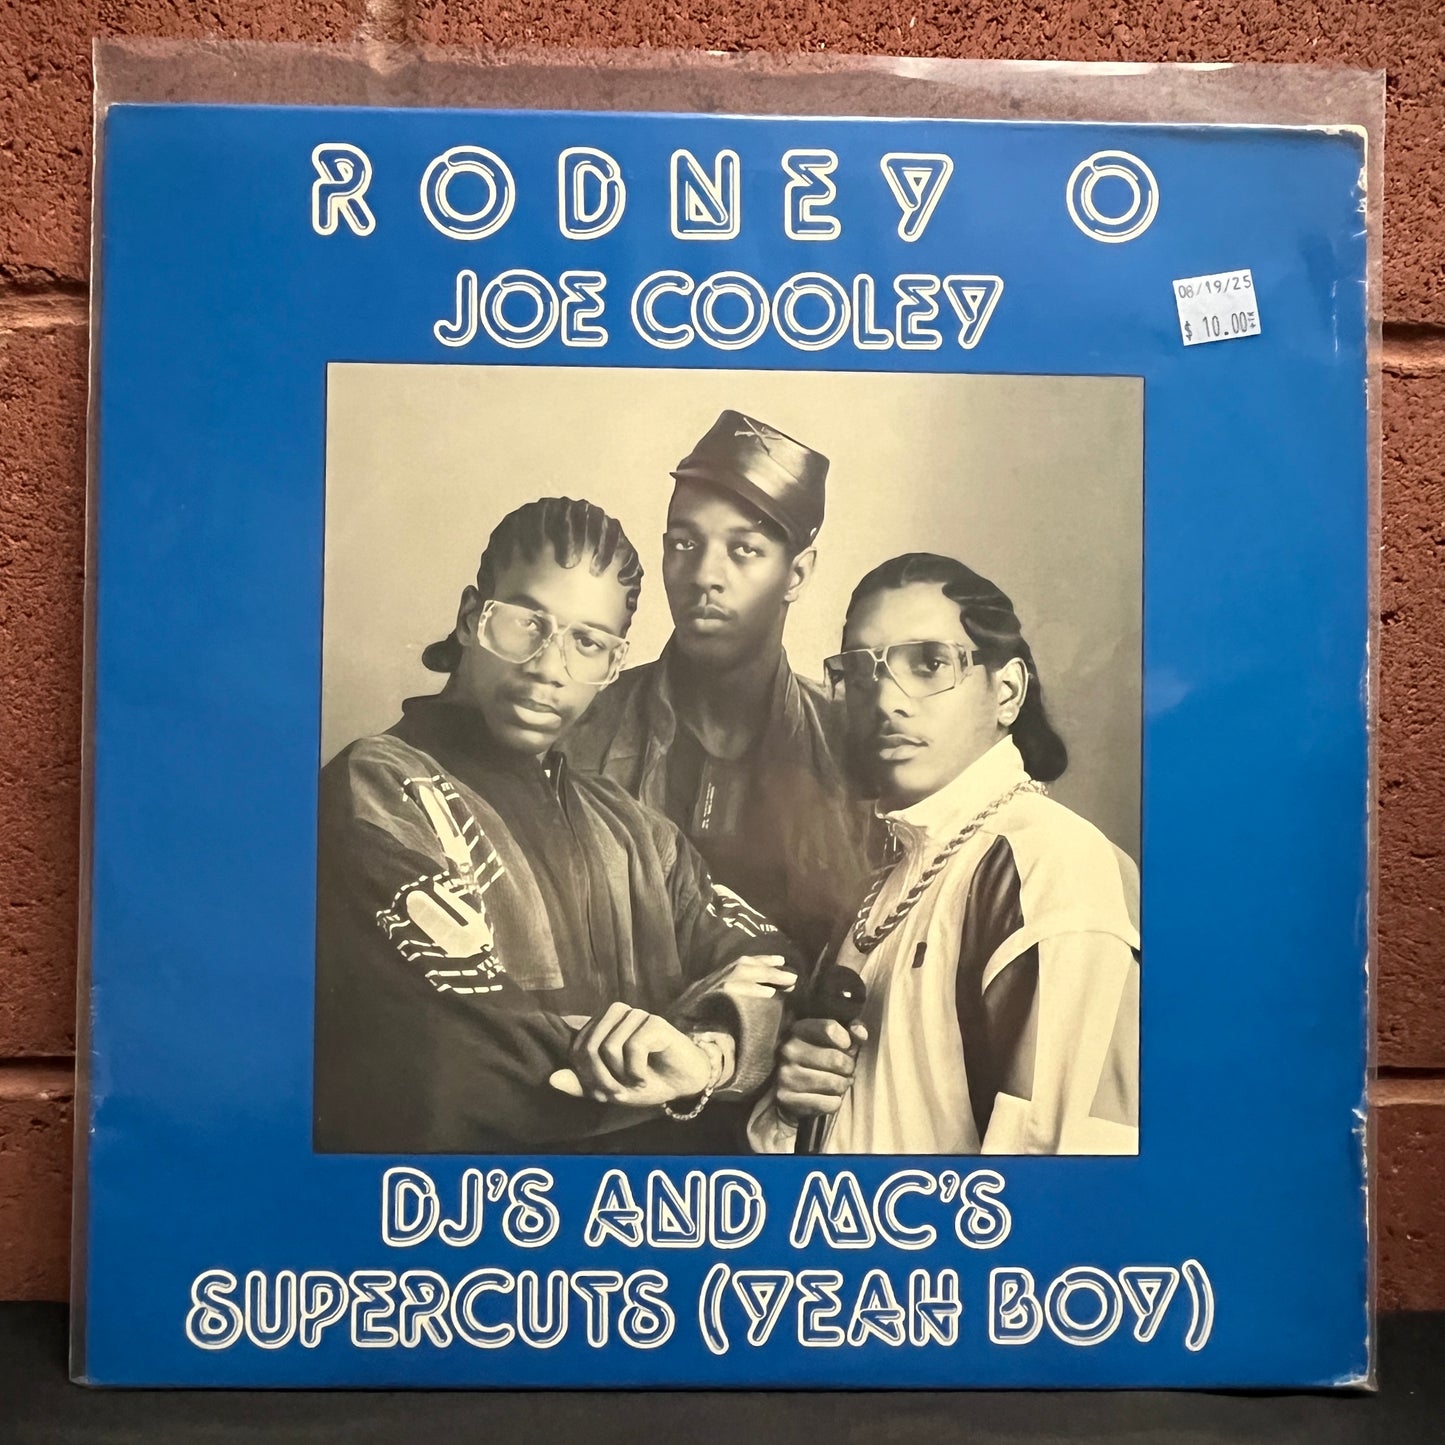 RODNEY O
JOE COOLEY
08/19/25
$ 10.00
DJ'S AND MC'S
SUPERCUTS (YEAH BOY)